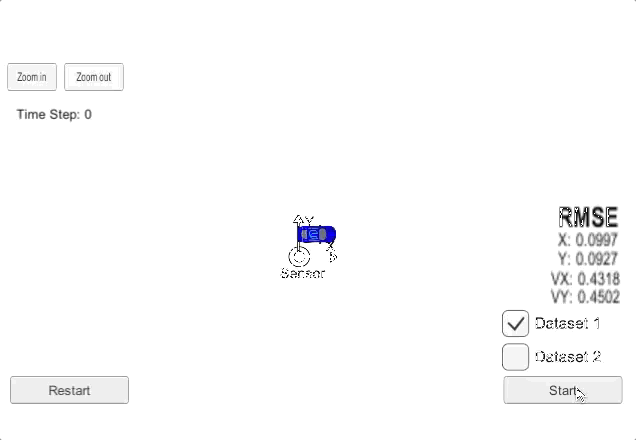 Zoom in
Zoom out
Time Step: 0
Y
X
Sensor
RMSE
X: 0.0997
Y: 0.0927
VX: 0.4318
VY: 0.4502
Dataset 1
Dataset 2
Restart
Start